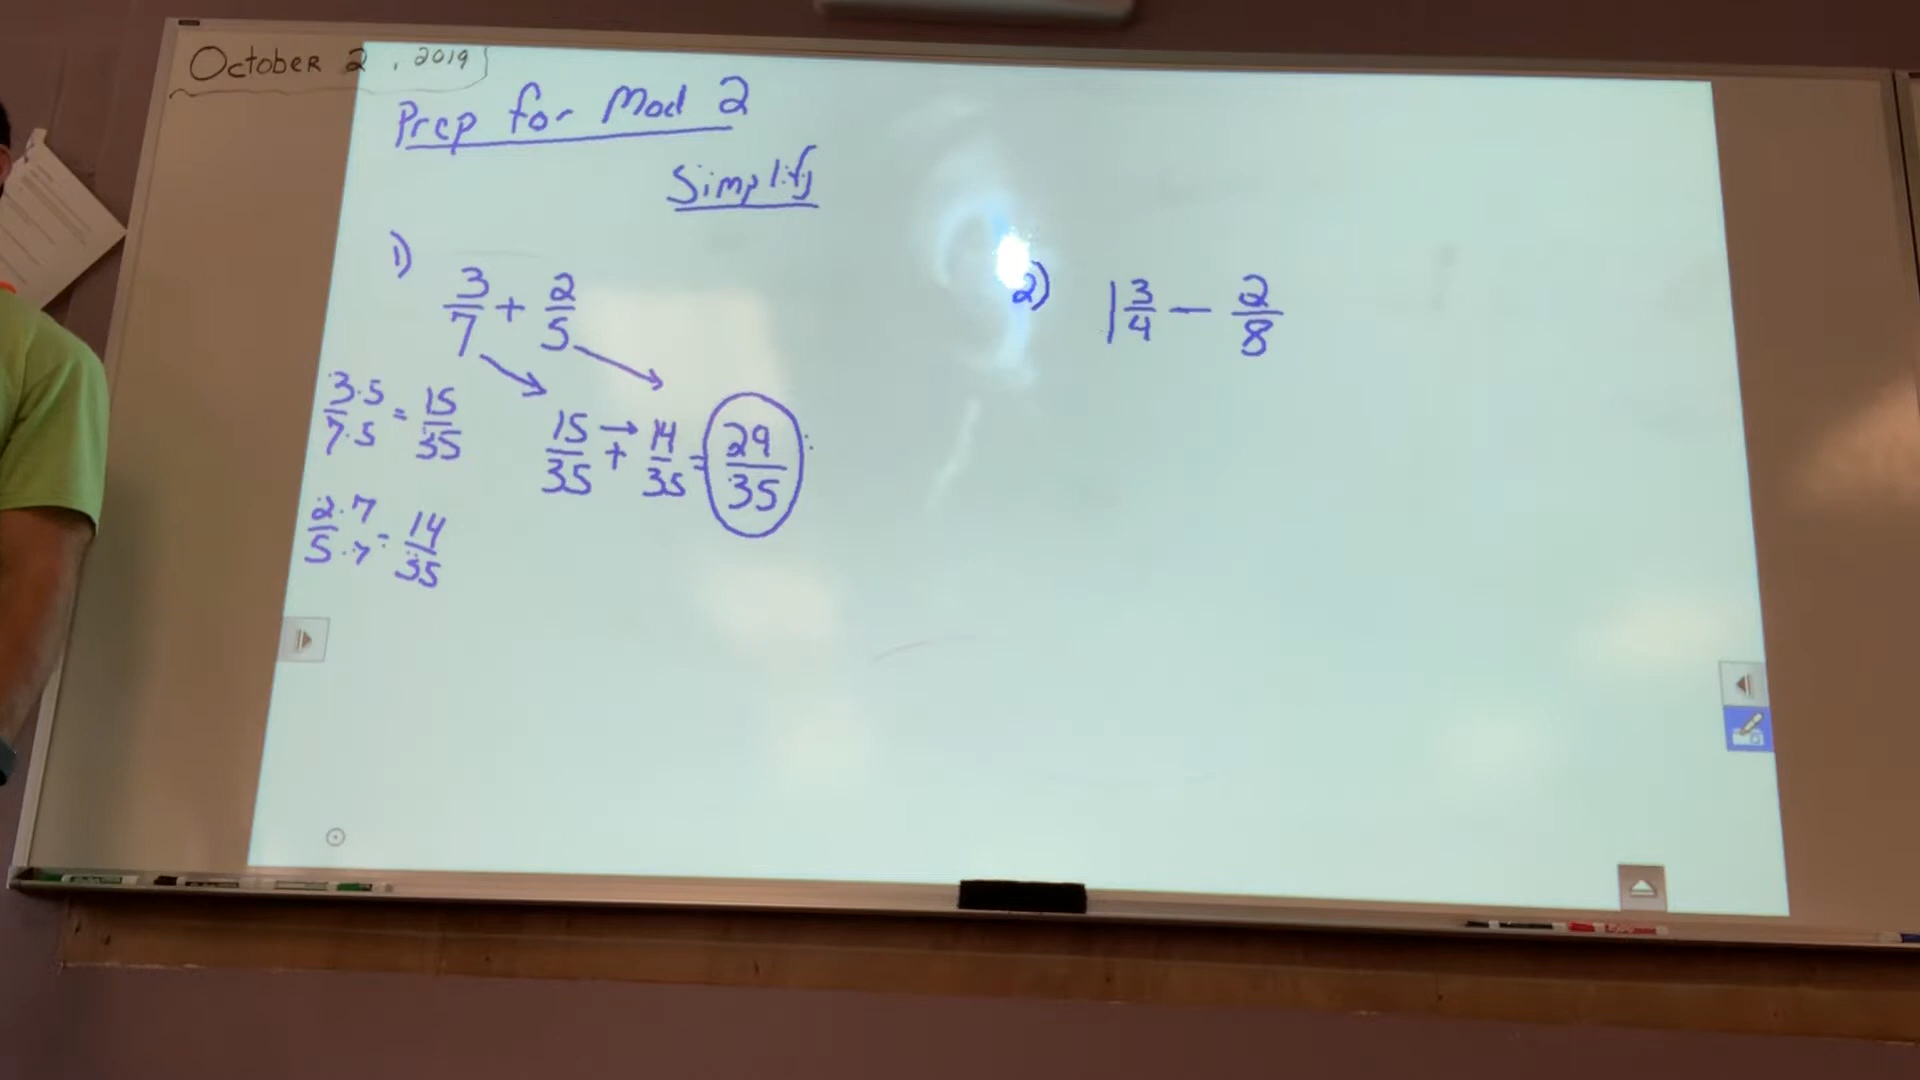 October 2, 2019
Prep for Mod 2
Simplify
1)
3/7 + 2/5
3·5/7·5 = 15/35
15/35 + 14/35 = 29/35
2·7/5·7 = 14/35
2) 1 3/4 - 2/8